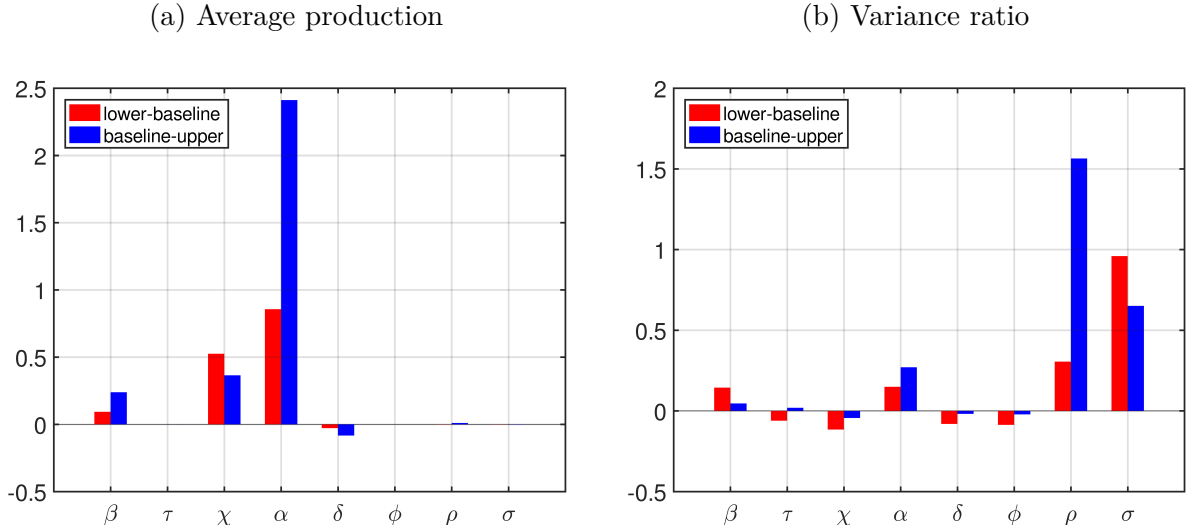 (a) Average production
2.5
2
1.5
1
0.5
0
-0.5
lower-baseline
baseline-upper
β τ χ α δ ϕ ρ σ
(b) Variance ratio
2
1.5
1
0.5
0
-0.5
lower-baseline
baseline-upper
β τ χ α δ ϕ ρ σ